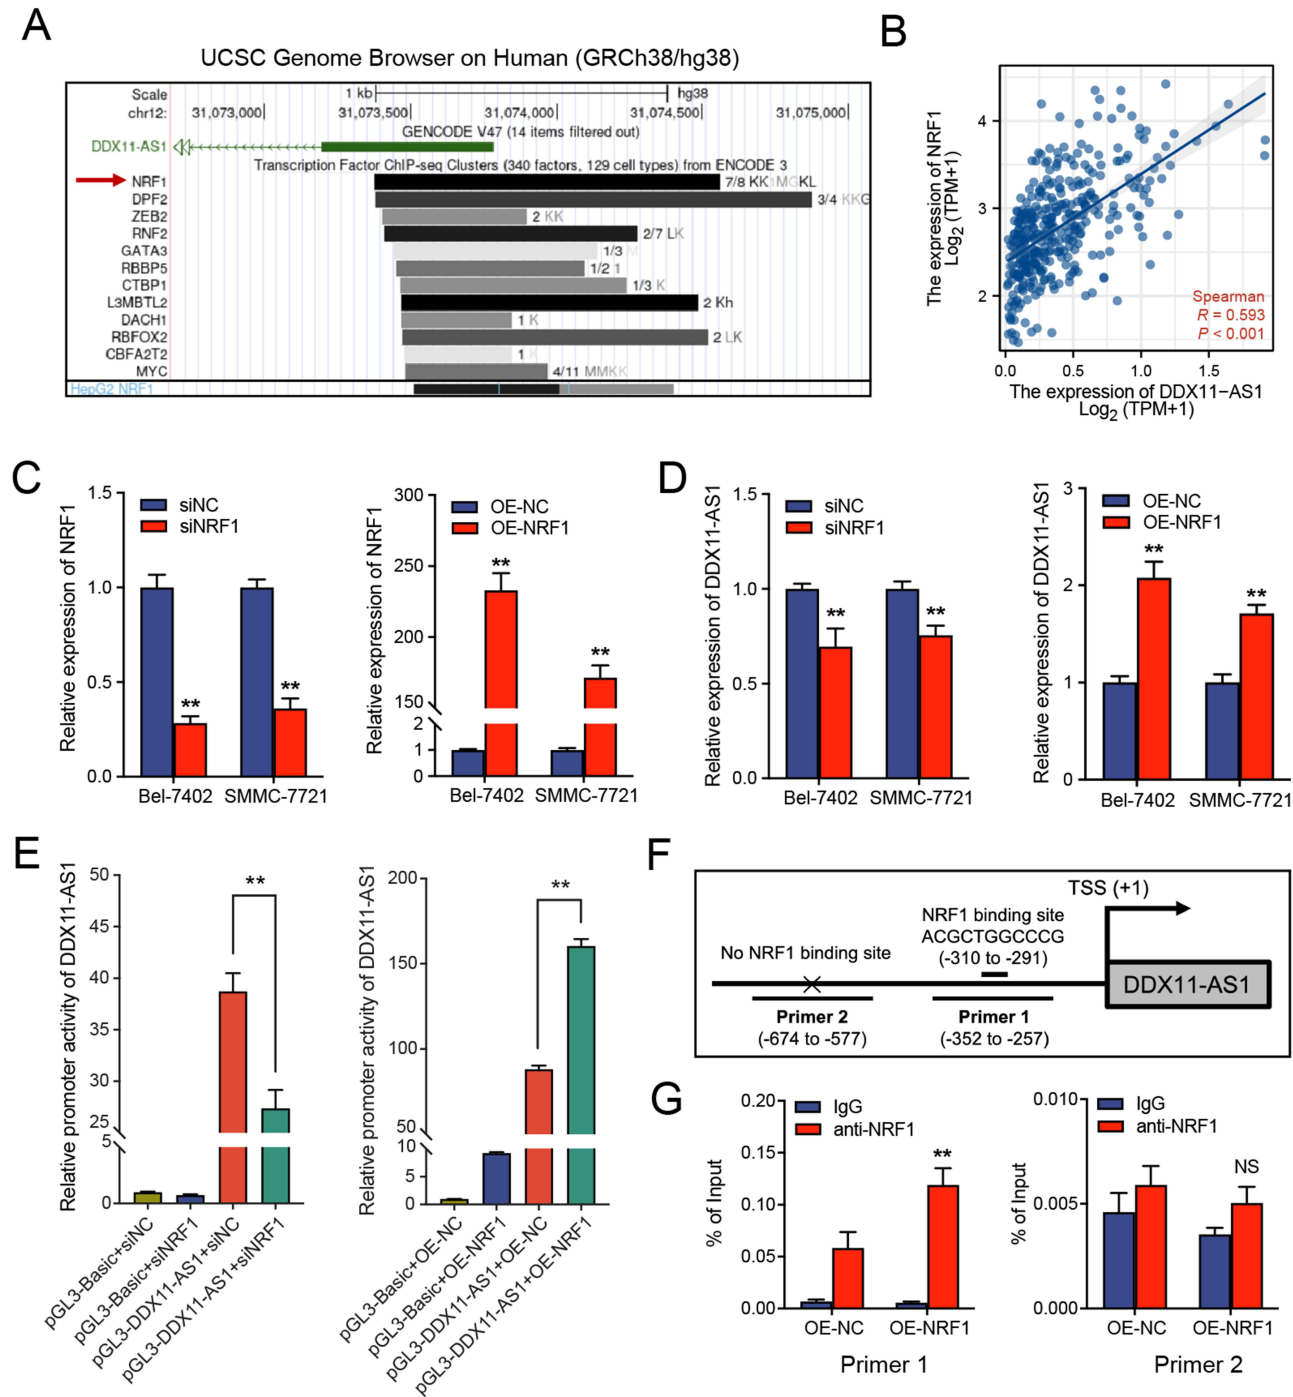 A
UCSC Genome Browser on Human (GRCh38/hg38)
Scale
1 kb
hg38
chr12:
31,073,000
31,073,500
31,074,000
31,074,500
31,075,000
GENCODE V47 (14 items filtered out)
DDX11-AS1
Transcription Factor ChIP-seq Clusters (340 factors, 129 cell types) from ENCODE 3
NRF1
7/8 KK MGKL
DPF2
3/4 KKG
ZEB2
2 KK
RNF2
2/7 LK
GATA3
1/3 M
RBBP5
1/2 1
CTBP1
1/3 K
L3MBTL2
2 Kh
DACH1
1 K
RBFOX2
2 LK
CBFA2T2
1
MYC
4/11 MMKK
HepG2 NRF1
B
The expression of NRF1
Log2 (TPM+1)
4
3
2
Spearman
R = 0.593
P < 0.001
0.0
0.5
1.0
1.5
The expression of DDX11−AS1
Log2 (TPM+1)
C
Relative expression of NRF1
1.5
1.0
0.5
0.0
siNC
siNRF1
**
**
Bel-7402
SMMC-7721
Relative expression of NRF1
300
250
200
150
2
1
0
OE-NC
OE-NRF1
**
**
Bel-7402
SMMC-7721
D
Relative expression of DDX11-AS1
1.5
1.0
0.5
0.0
siNC
siNRF1
**
**
Bel-7402
SMMC-7721
Relative expression of DDX11-AS1
3
2
1
0
OE-NC
OE-NRF1
**
**
Bel-7402
SMMC-7721
E
Relative promoter activity of DDX11-AS1
50
45
40
35
30
25
5
0
**
pGL3-Basic+siNC
pGL3-Basic+siNRF1
pGL3-DDX11-AS1+siNC
pGL3-DDX11-AS1+siNRF1
Relative promoter activity of DDX11-AS1
200
150
100
50
10
5
0
**
pGL3-Basic+OE-NC
pGL3-Basic+OE-NRF1
pGL3-DDX11-AS1+OE-NC
pGL3-DDX11-AS1+OE-NRF1
F
TSS (+1)
NRF1 binding site
ACGCTGGCCCG
(-310 to -291)
No NRF1 binding site
DDX11-AS1
Primer 2
(-674 to -577)
Primer 1
(-352 to -257)
G
% of Input
0.20
0.15
0.10
0.05
0.00
IgG
anti-NRF1
**
OE-NC
OE-NRF1
Primer 1
% of Input
0.010
0.005
0.000
IgG
anti-NRF1
NS
OE-NC
OE-NRF1
Primer 2